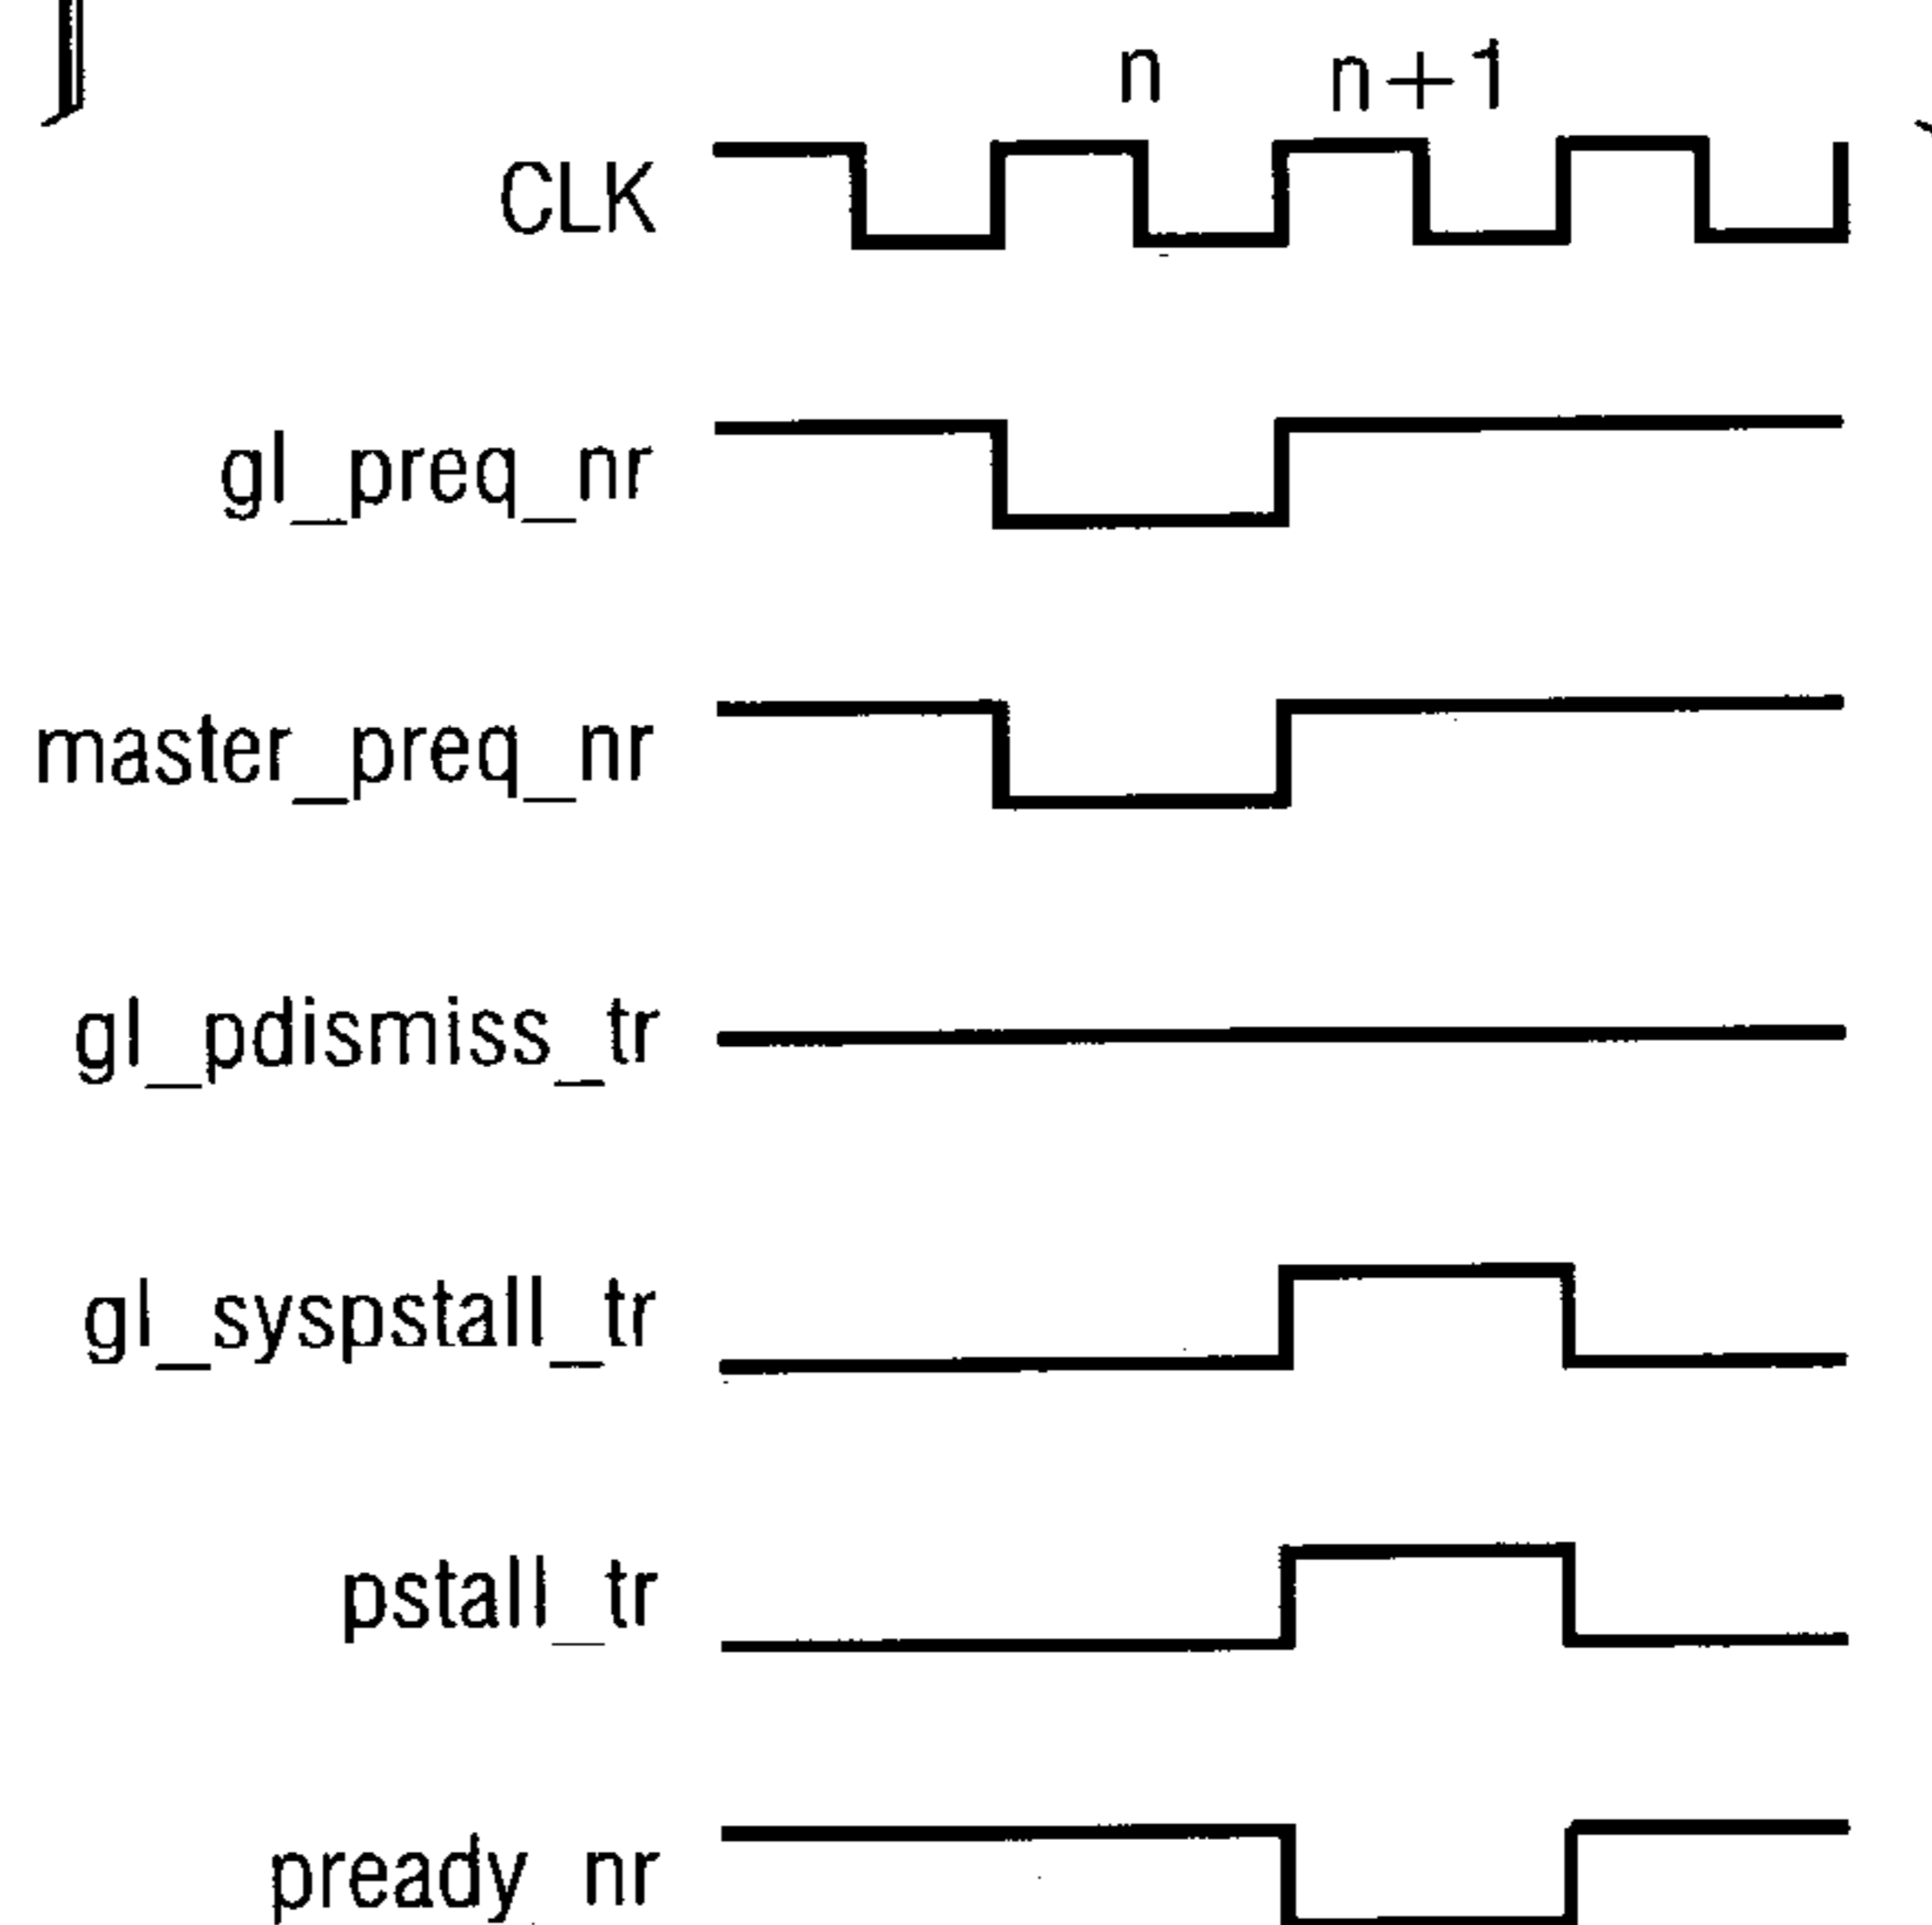 n n+1
CLK
gl_preq_nr
master_preq_nr
gl_pdismiss_tr
gl_syspstall_tr
pstall_tr
pready_nr